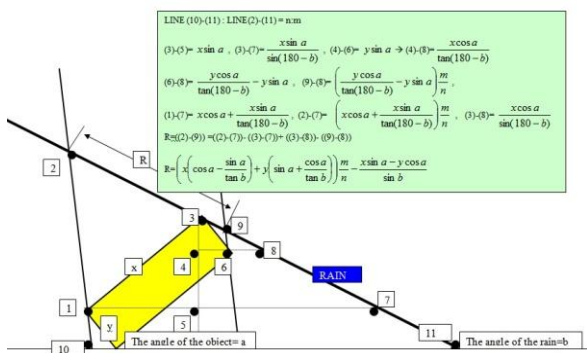 LINE (10)-(11) : LINE(2)-(11) = n:m
(3)-(5)= x sin a , (3)-(7)= x sin a / sin(180 − b) , (4)-(6)= y sin a → (4)-(8)= x cos a / tan(180 − b)
(6)-(8)= y cos a / tan(180 − b) − y sin a , (9)-(8)= (y cos a / tan(180 − b) − y sin a) m / n ,
(1)-(7)= x cos a + x sin a / tan(180 − b) , (2)-(7)= (x cos a + x sin a / tan(180 − b)) m / n , (3)-(8)= x cos a / sin(180 − b)
R=((2)-(9)) =((2)-(7))- ((3)-(7))+ ((3)-(8))- ((9)-(8))
R= (x(cos a − sin a / tan b) + y(sin a + cos a / tan b)) m / n − x sin a − y cos a / sin b
R
2
3
9
4
6
8
x
RAIN
1
5
7
y
11
10
The angle of the object= a
The angle of the rain=b